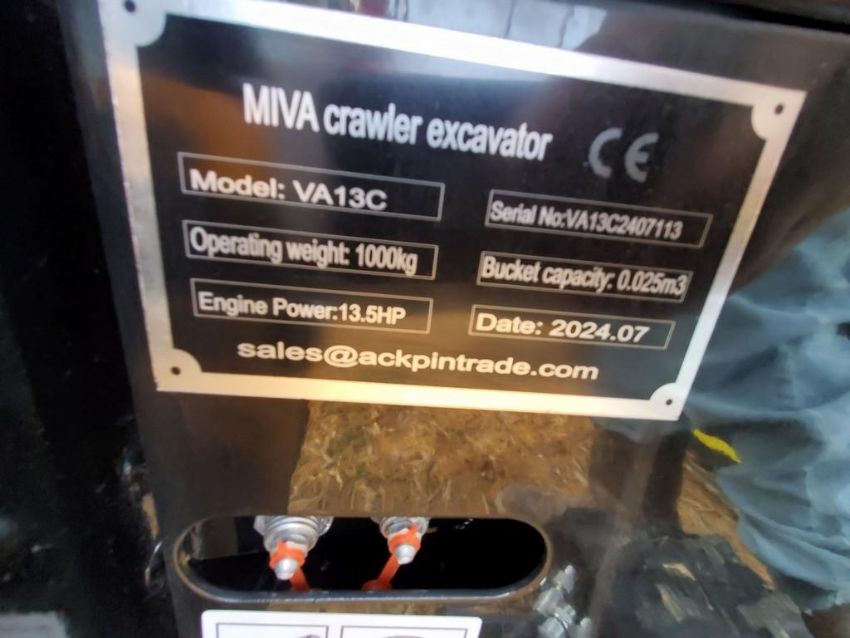 MIVA crawler excavator CE
Model: VA13C
Serial No:VA13C2407113
Operating weight: 1000kg
Bucket capacity: 0.025m3
Engine Power:13.5HP
Date: 2024.07
sales@ackpintrade.com